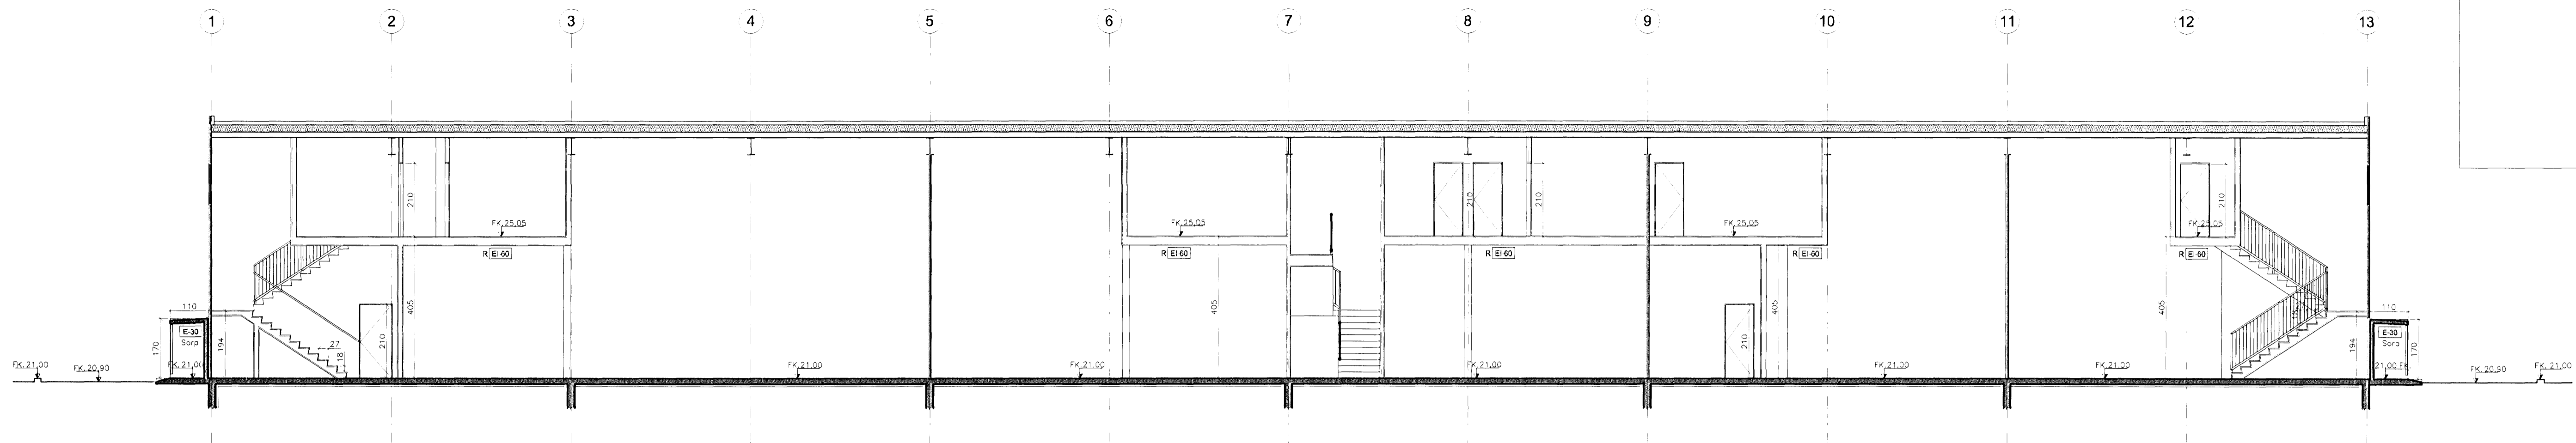 1 2 3 4 5 6 7 8 9 10 11 12 13
210 210 210 210 210
FK.25,05 FK.25,05 FK.25,05 FK.25,05
R EI-60 R EI-60 R EI-60 R EI-60 R EI-60
405 405 405 405
110 110
E-30 E-30
Sorp Sorp
170 194 27 18 210 210 18 194 170
FK.21,00 FK.20,90 FK.21,00 FK.21,00 FK.21,00 FK.21,00 FK.21,00 FK.21,00 21,00 FK FK.20,90 FK.21,00